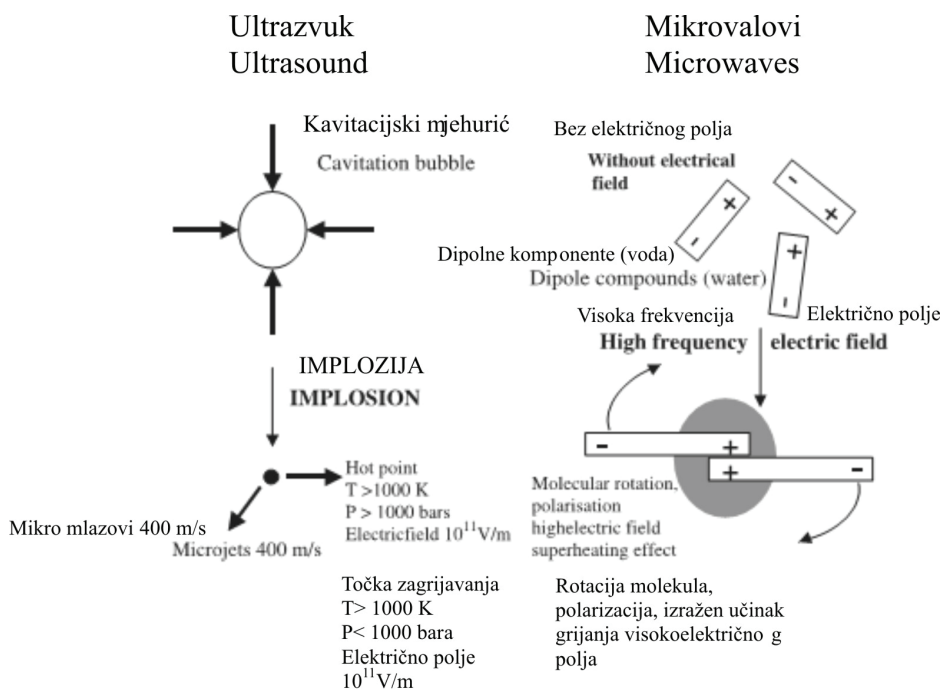 Ultrazvuk
Ultrasound
Kavitacijski mjehurić
Cavitation bubble
IMPLOZIJA
IMPLOSION
Hot point
T >1000 K
P > 1000 bars
Electricfield 10¹¹V/m
Mikro mlazovi 400 m/s
Microjets 400 m/s
Točka zagrijavanja
T> 1000 K
P< 1000 bara
Električno polje
10¹¹V/m
Mikrovalovi
Microwaves
Bez električnog polja
Without electrical
field
- +
- +
+ -
Dipolne komponente (voda)
Dipole compounds (water)
Visoka frekvencija
High frequency
Električno polje
electric field
- +
+ -
Molecular rotation,
polarisation
highelectric field
superheating effect
Rotacija molekula,
polarizacija, izražen učinak
grijanja visokoelektrično g
polja